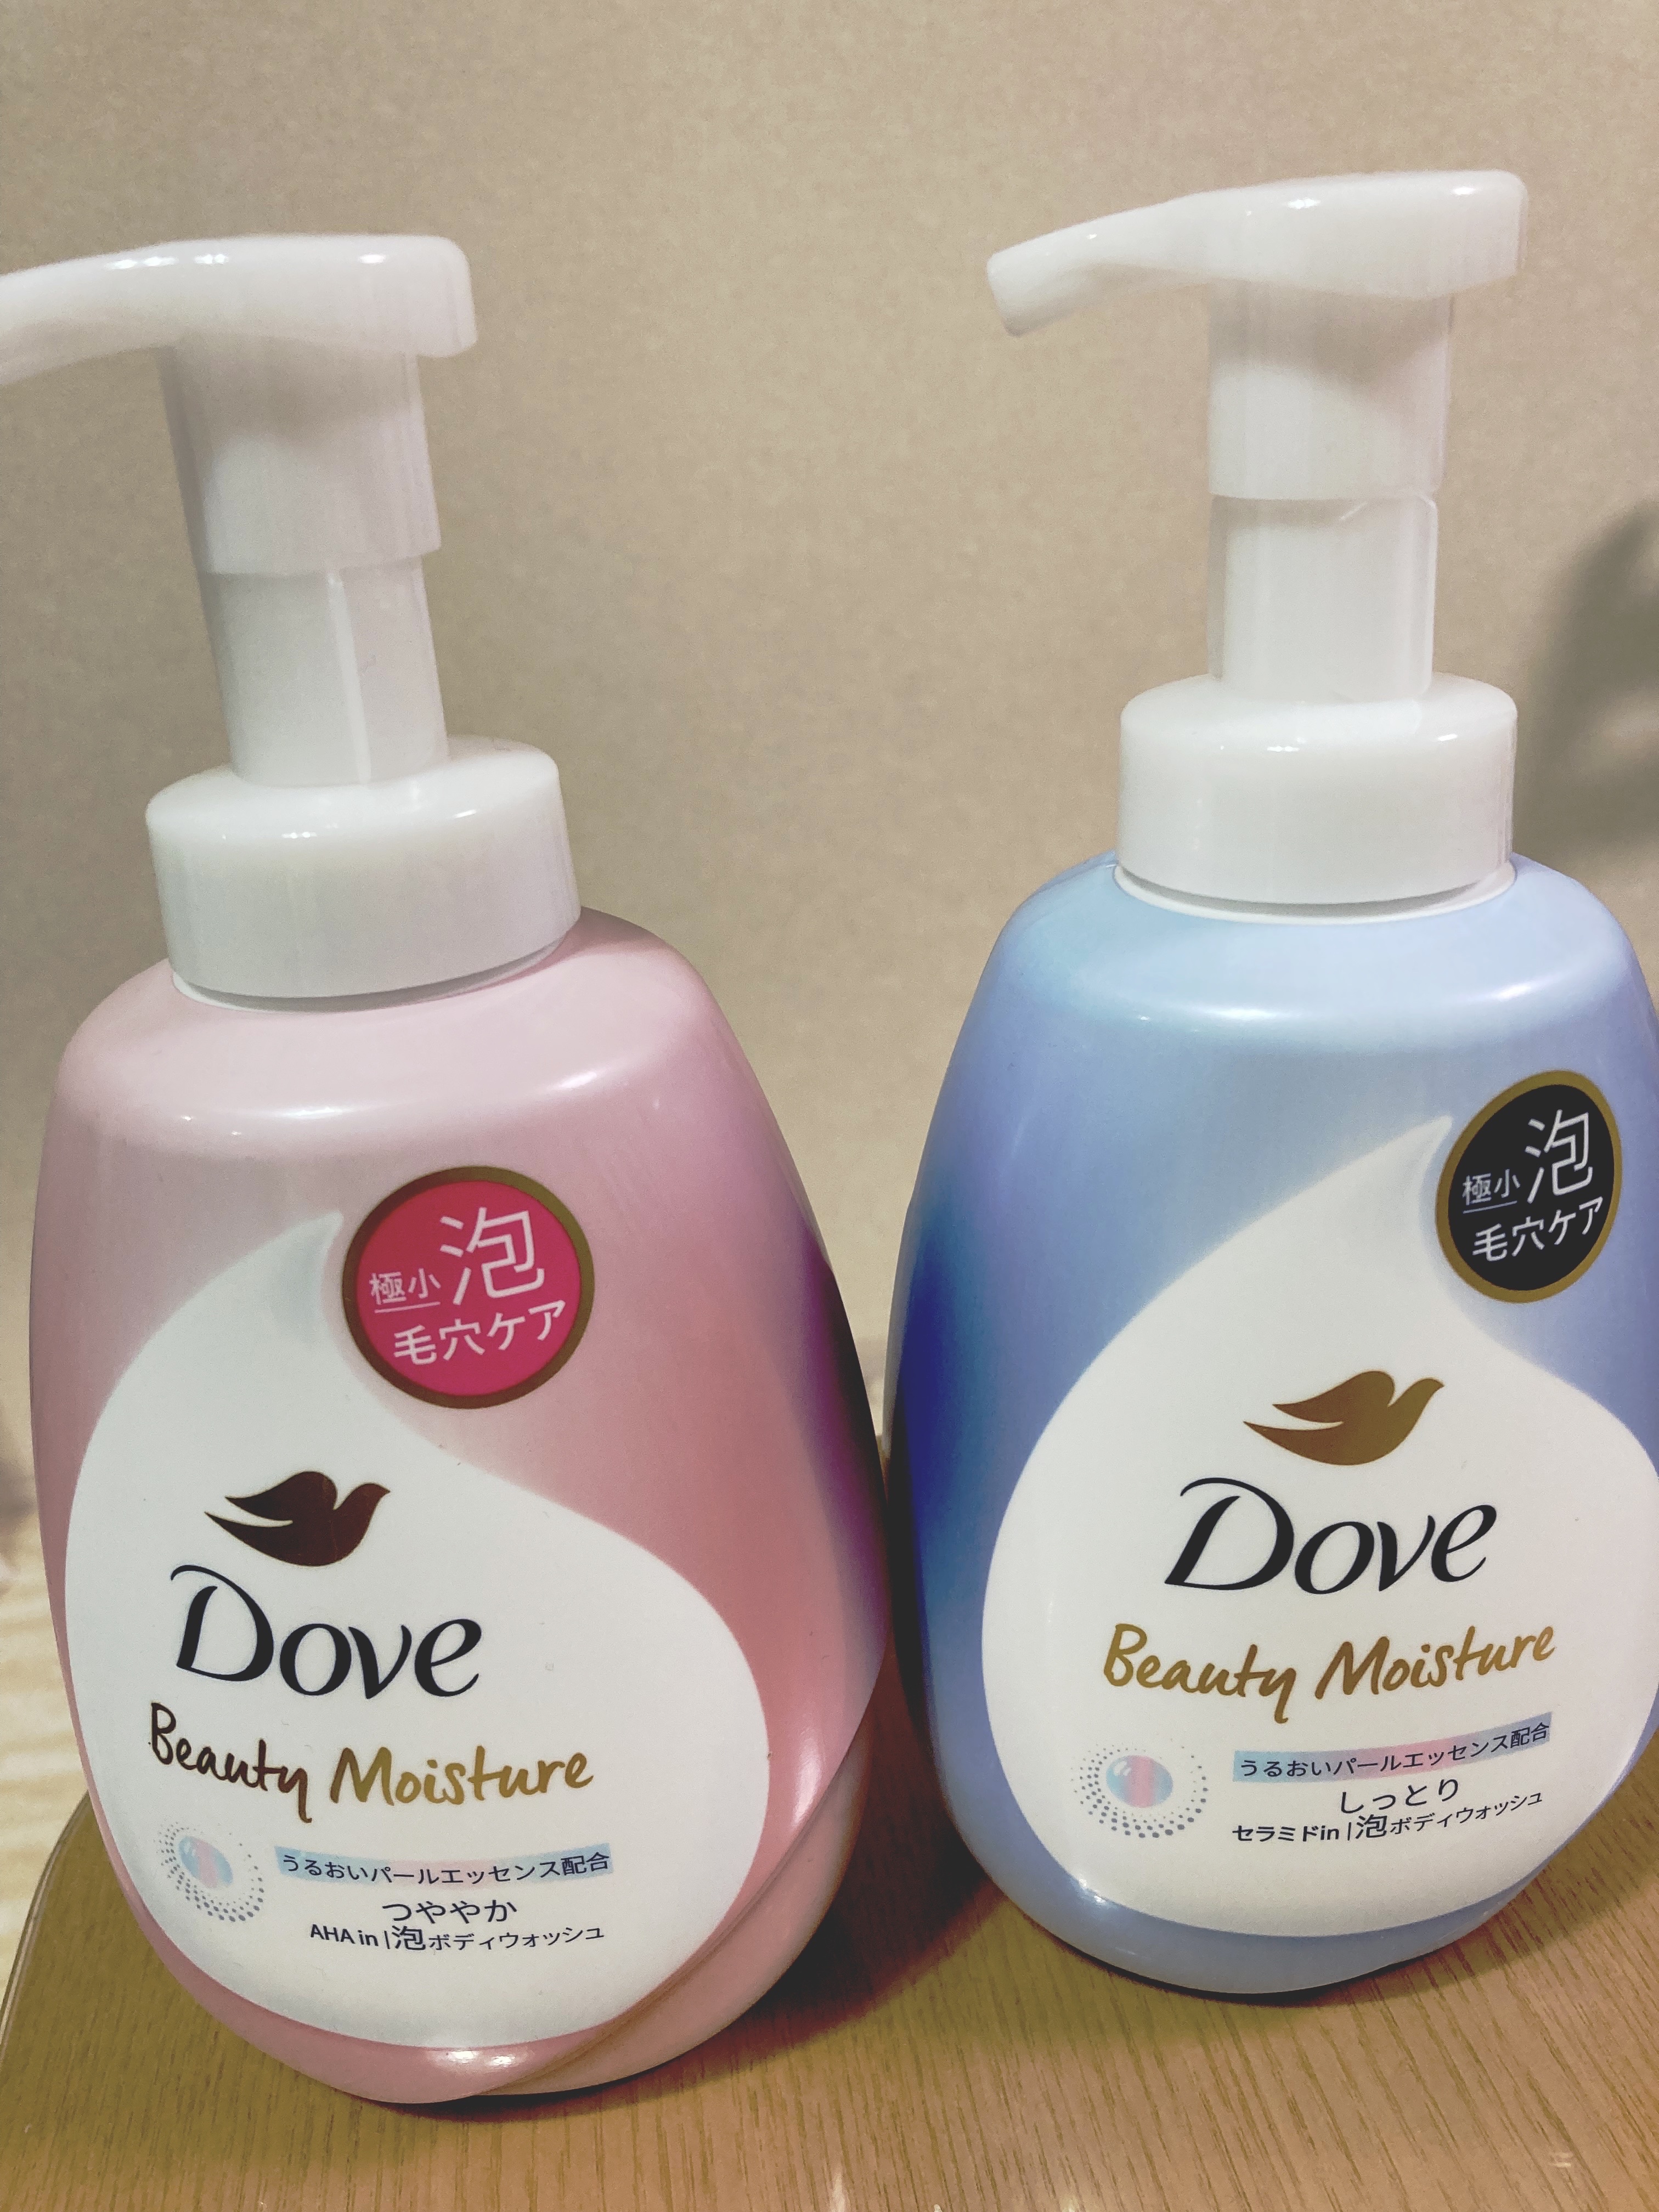 泡
極小
毛穴ケア
Dove
Beauty Moisture
うるおいパールエッセンス配合
つややか
AHA in | 泡ボディウォッシュ
泡
極小
毛穴ケア
Dove
Beauty Moisture
うるおいパールエッセンス配合
しっとり
セラミドin | 泡ボディウォッシュ